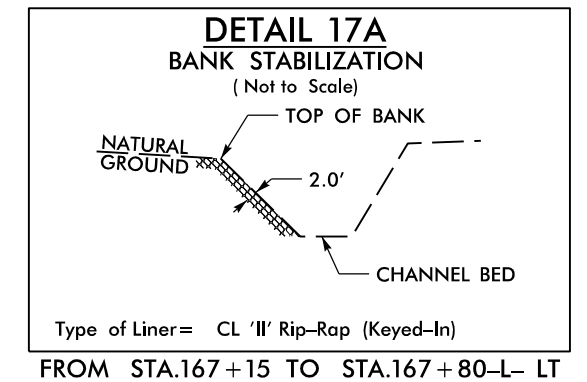 DETAIL 17A
BANK STABILIZATION
( Not to Scale)
TOP OF BANK
NATURAL
GROUND
2.0'
CHANNEL BED
Type of Liner= CL 'II' Rip-Rap (Keyed-In)
FROM STA.167+15 TO STA.167+80-L- LT